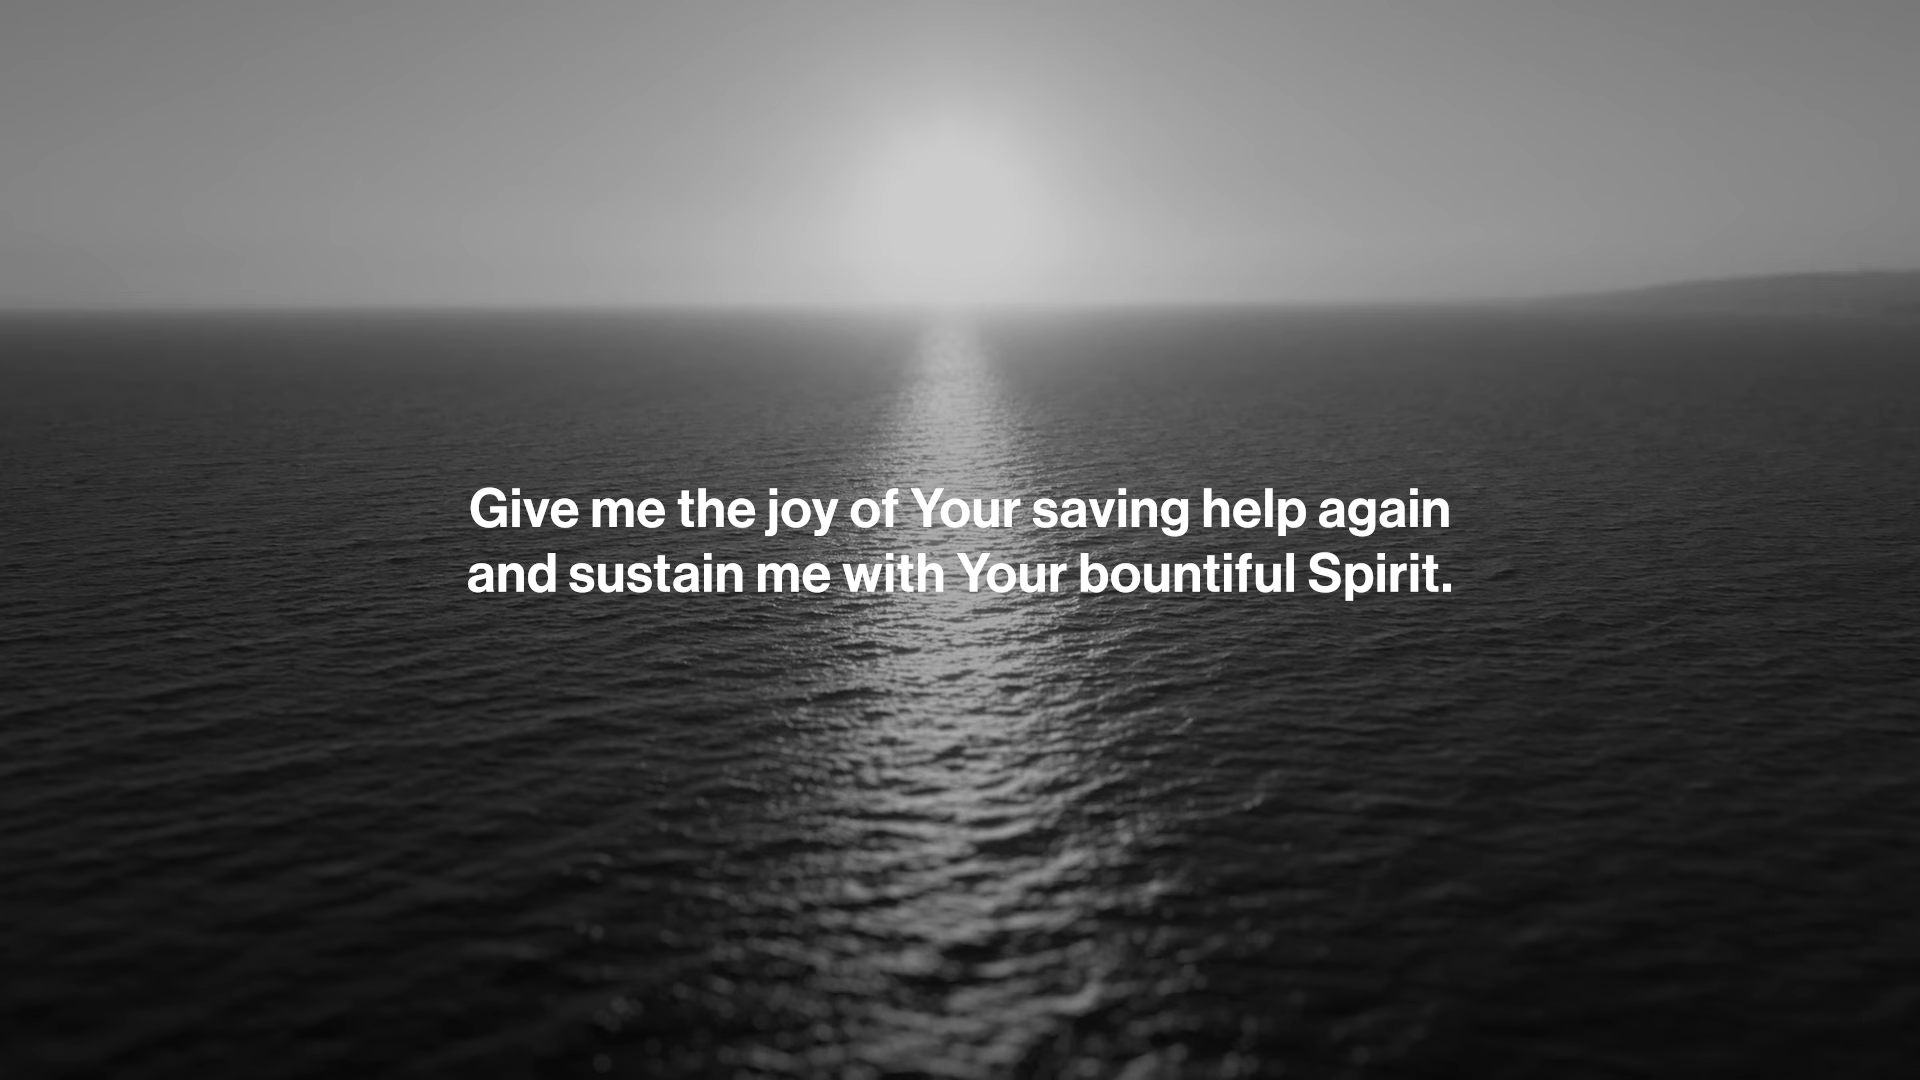 Give me the joy of Your saving help again
and sustain me with Your bountiful Spirit.